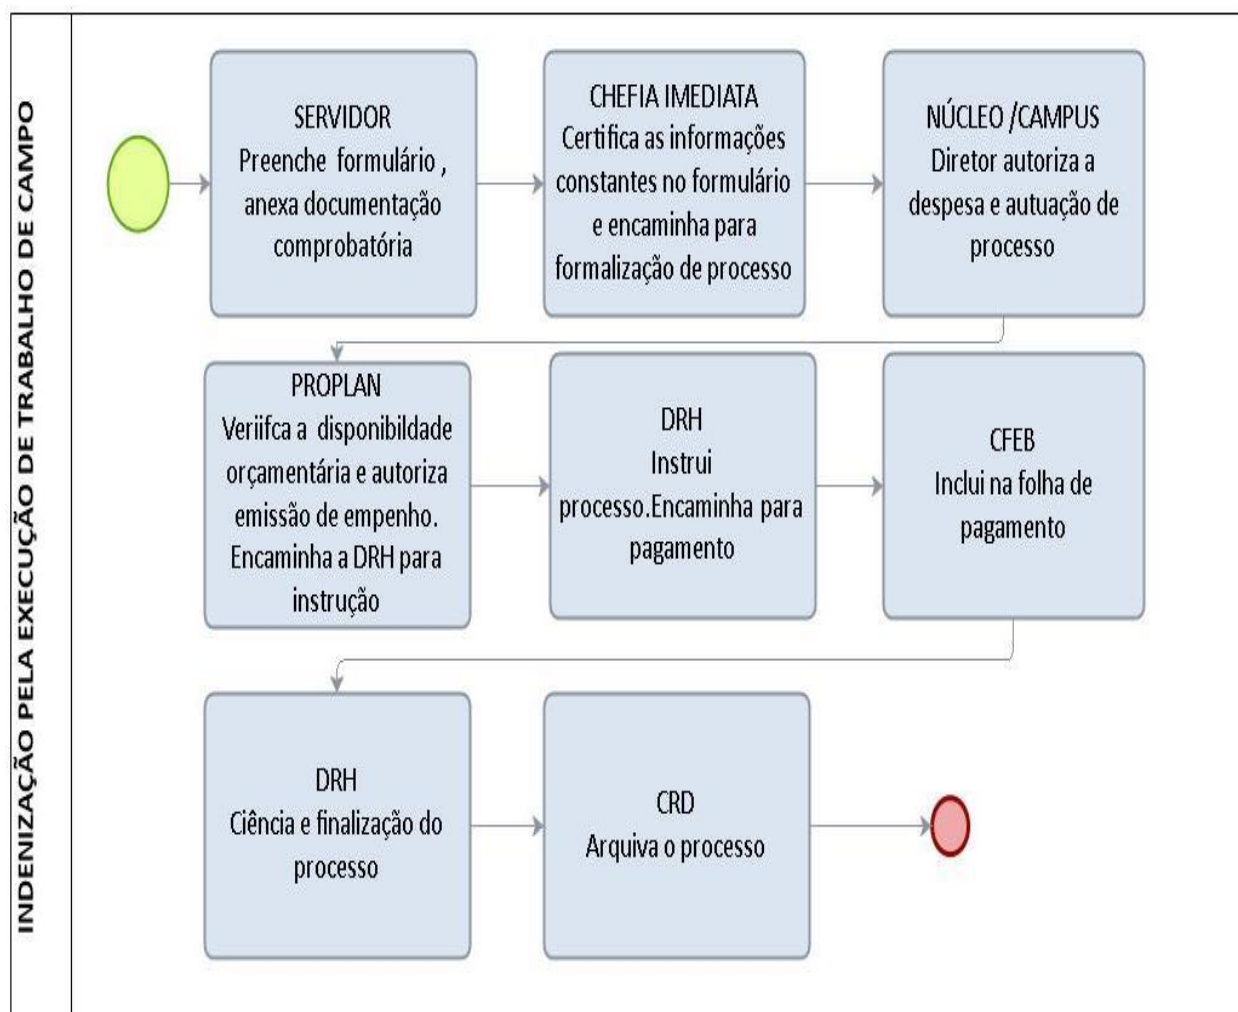 INDENIZAÇÃO PELA EXECUÇÃO DE TRABALHO DE CAMPO
SERVIDOR
Preenche formulário ,
anexa documentação
comprobatória
CHEFIA IMEDIATA
Certifica as informações
constantes no formulário
e encaminha para
formalização de processo
NÚCLEO /CAMPUS
Diretor autoriza a
despesa e autuação de
processo
PROPLAN
Veriifca a disponibildade
orçamentária e autoriza
emissão de empenho.
Encaminha a DRH para
instrução
DRH
Instrui
processo.Encaminha para
pagamento
CFEB
Inclui na folha de
pagamento
DRH
Ciência e finalização do
processo
CRD
Arquiva o processo